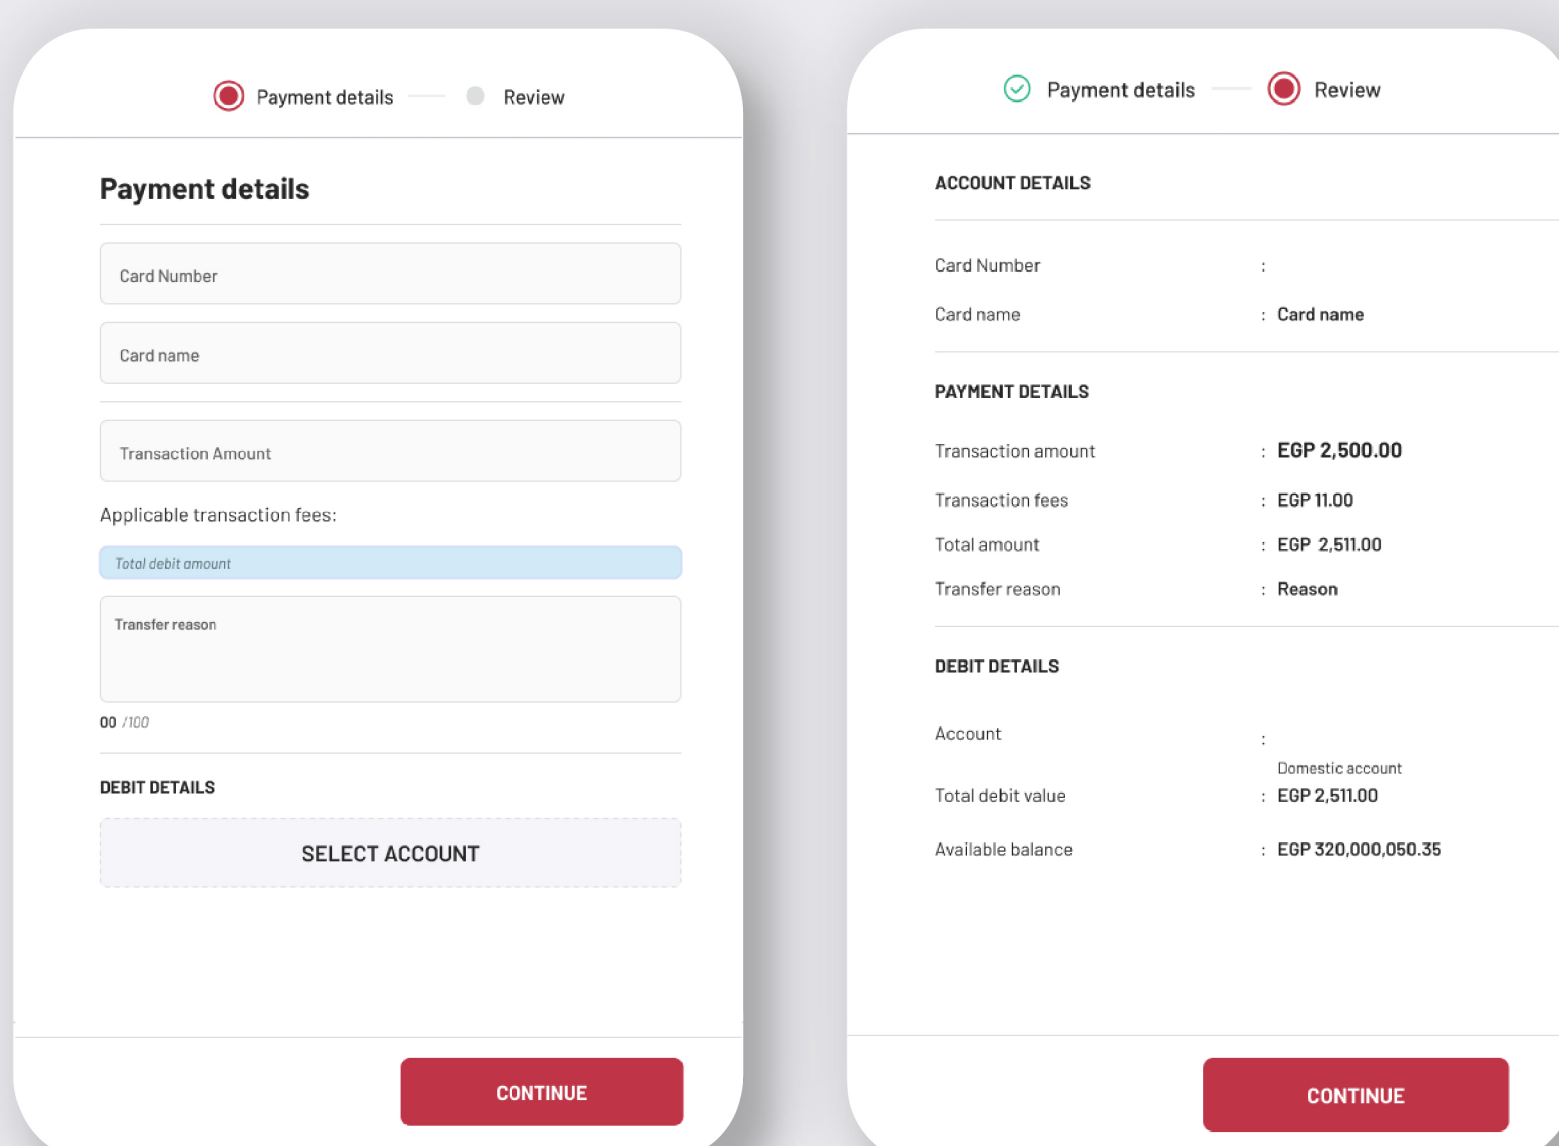 Payment details Review
Payment details
Card Number
Card name
Transaction Amount
Applicable transaction fees:
Total debit amount
Transfer reason
00 /100
DEBIT DETAILS
SELECT ACCOUNT
CONTINUE
Payment details Review
ACCOUNT DETAILS
Card Number :
Card name : Card name
PAYMENT DETAILS
Transaction amount : EGP 2,500.00
Transaction fees : EGP 11.00
Total amount : EGP 2,511.00
Transfer reason : Reason
DEBIT DETAILS
Account :
Domestic account
Total debit value : EGP 2,511.00
Available balance : EGP 320,000,050.35
CONTINUE